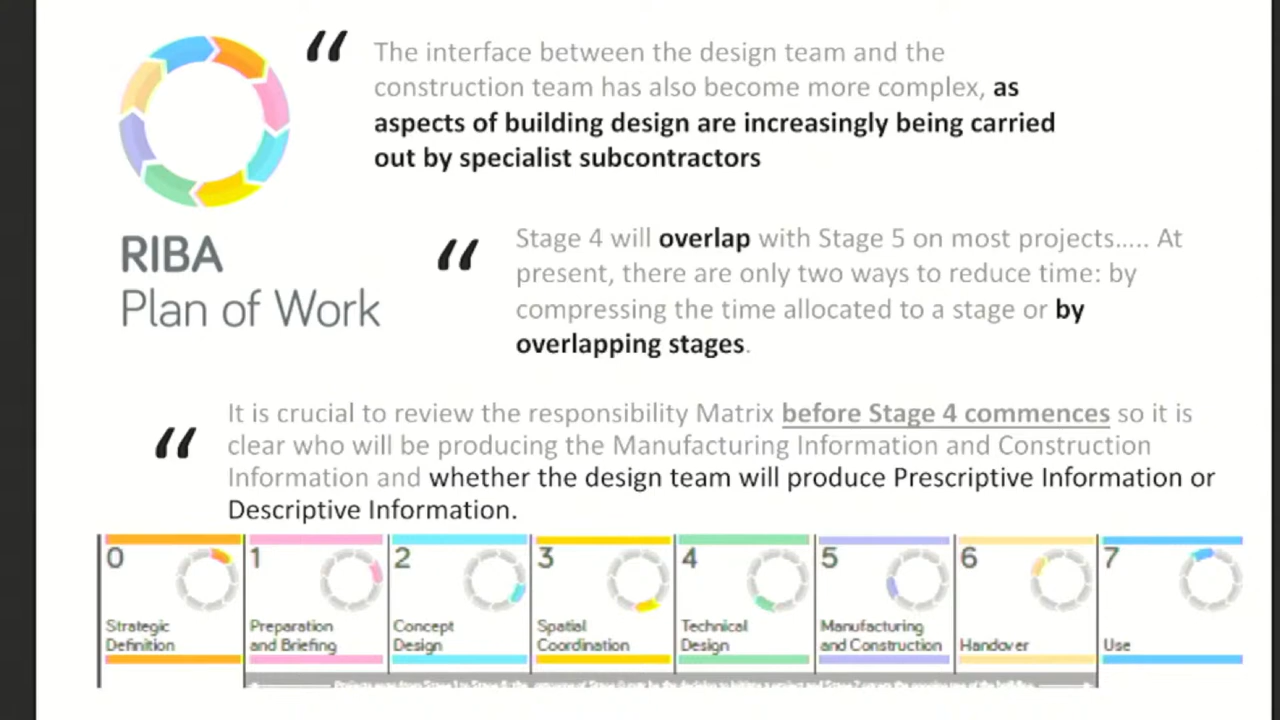 “ The interface between the design team and the
construction team has also become more complex, as
aspects of building design are increasingly being carried
out by specialist subcontractors
RIBA
Plan of Work
“ Stage 4 will overlap with Stage 5 on most projects..... At
present, there are only two ways to reduce time: by
compressing the time allocated to a stage or by
overlapping stages.
“ It is crucial to review the responsibility Matrix before Stage 4 commences so it is
clear who will be producing the Manufacturing Information and Construction
Information and whether the design team will produce Prescriptive Information or
Descriptive Information.
0
Strategic
Definition
1
Preparation
and Briefing
2
Concept
Design
3
Spatial
Coordination
4
Technical
Design
5
Manufacturing
and Construction
6
Handover
7
Use